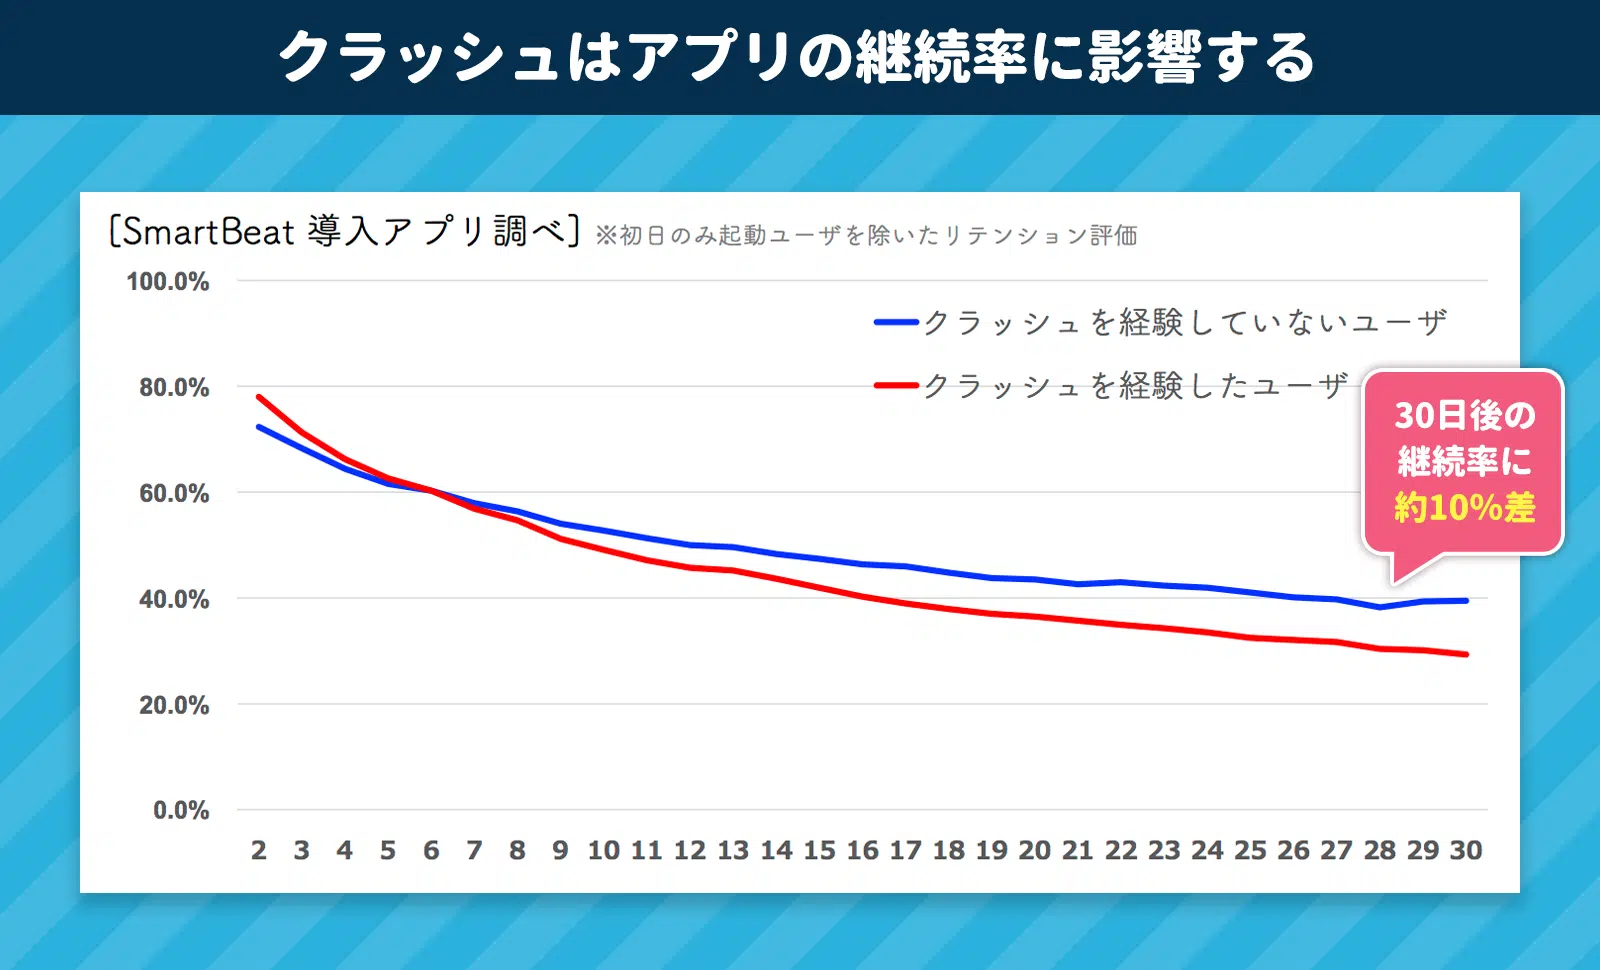 クラッシュはアプリの継続率に影響する
[SmartBeat 導入アプリ調べ] ※初日のみ起動ユーザを除いたリテンション評価
100.0%
クラッシュを経験していないユーザ
80.0%
クラッシュを経験したユーザ
30日後の
継続率に
約10%差
60.0%
40.0%
20.0%
0.0%
2 3 4 5 6 7 8 9 10 11 12 13 14 15 16 17 18 19 20 21 22 23 24 25 26 27 28 29 30